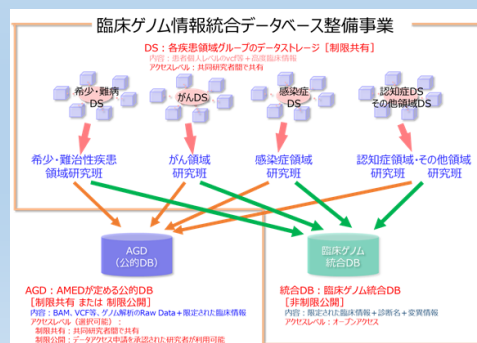 臨床ゲノム情報統合データベース整備事業
DS：各疾患領域グループのデータストレージ［制限共有］
内容：患者個人レベルのvcf等＋高度臨床情報
アクセスレベル：共同研究者間で共有
希少・難病
DS
がんDS
感染症
DS
認知症DS
その他領域DS
希少・難治性疾患
領域研究班
がん領域
研究班
感染症領域
研究班
認知症領域・その他領域
研究班
AGD
（公的DB）
臨床ゲノム
統合DB
AGD：AMEDが定める公的DB
［制限共有 または 制限公開］
内容：BAM、VCF等、ゲノム解析のRaw Data＋限定された臨床情報
アクセスレベル（選択可能）：
制限共有：共同研究者間で共有
制限公開：データアクセス申請を承認された研究者が利用可能
統合DB：臨床ゲノム統合DB
［非制限公開］
内容：限定された臨床情報＋診断名＋変異情報
アクセスレベル：オープンアクセス